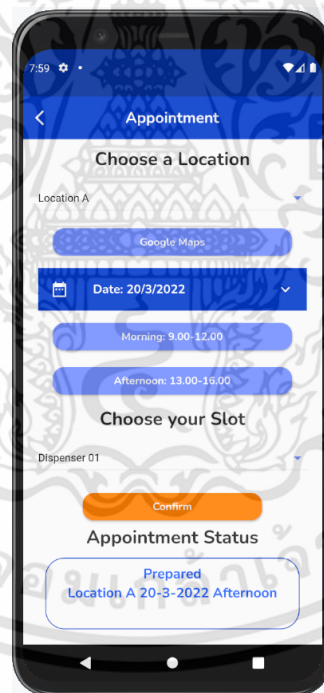 7:59
Appointment
Choose a Location
Location A
Google Maps
Date: 20/3/2022
Morning: 9.00-12.00
Afternoon: 13.00-16.00
Choose your Slot
Dispenser 01
Confirm
Appointment Status
Prepared
Location A 20-3-2022 Afternoon